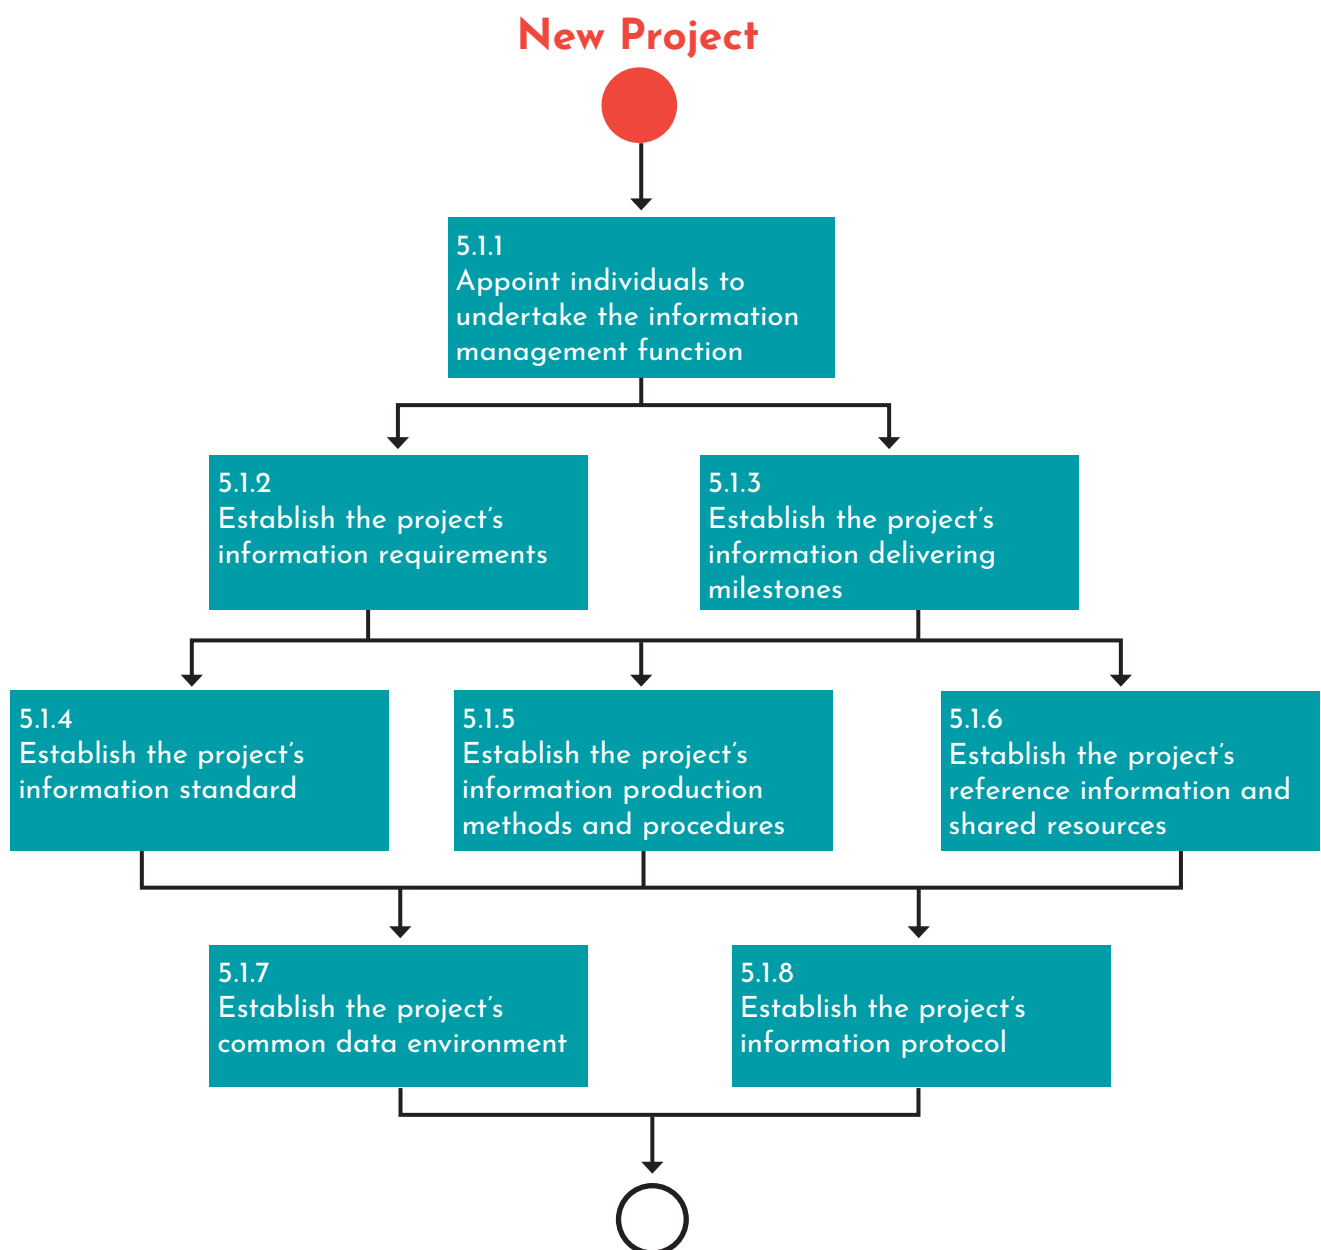 New Project
5.1.1
Appoint individuals to
undertake the information
management function
5.1.2
Establish the project's
information requirements
5.1.3
Establish the project's
information delivering
milestones
5.1.4
Establish the project's
information standard
5.1.5
Establish the project's
information production
methods and procedures
5.1.6
Establish the project's
reference information and
shared resources
5.1.7
Establish the project's
common data environment
5.1.8
Establish the project's
information protocol